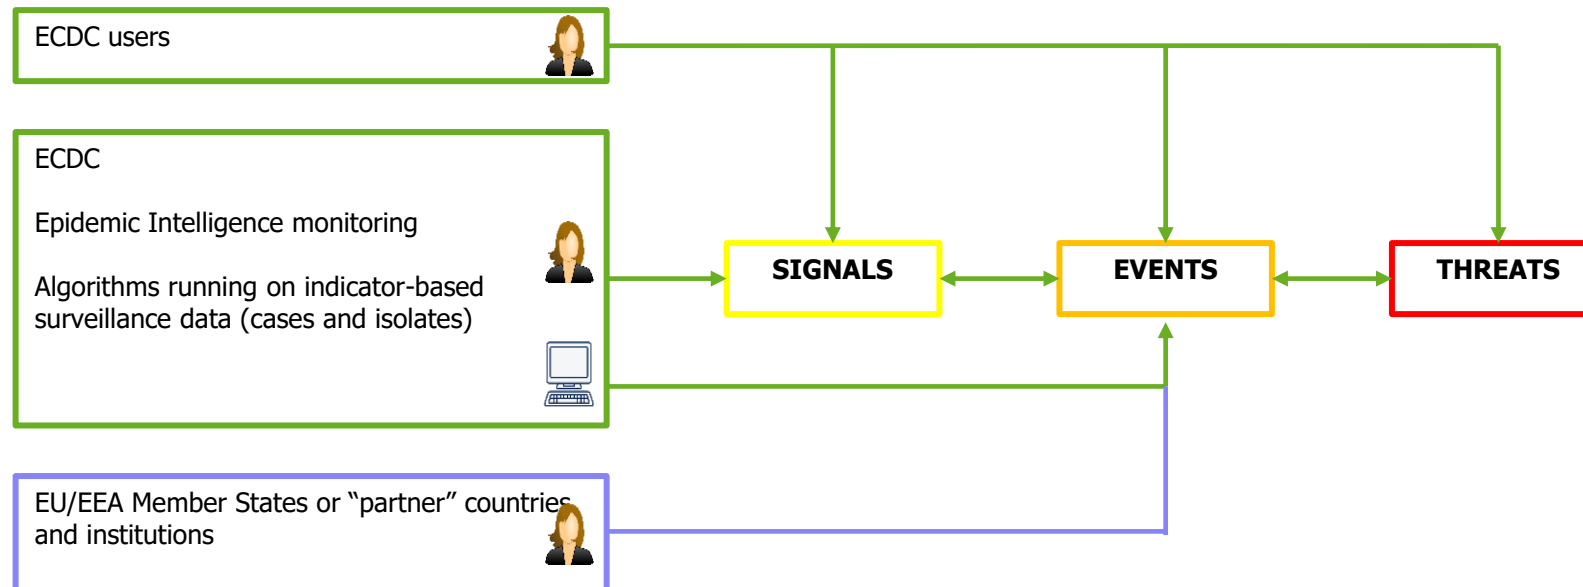 ECDC users
ECDC
Epidemic Intelligence monitoring
Algorithms running on indicator-based
surveillance data (cases and isolates)
SIGNALS
EVENTS
THREATS
EU/EEA Member States or “partner” countries
and institutions